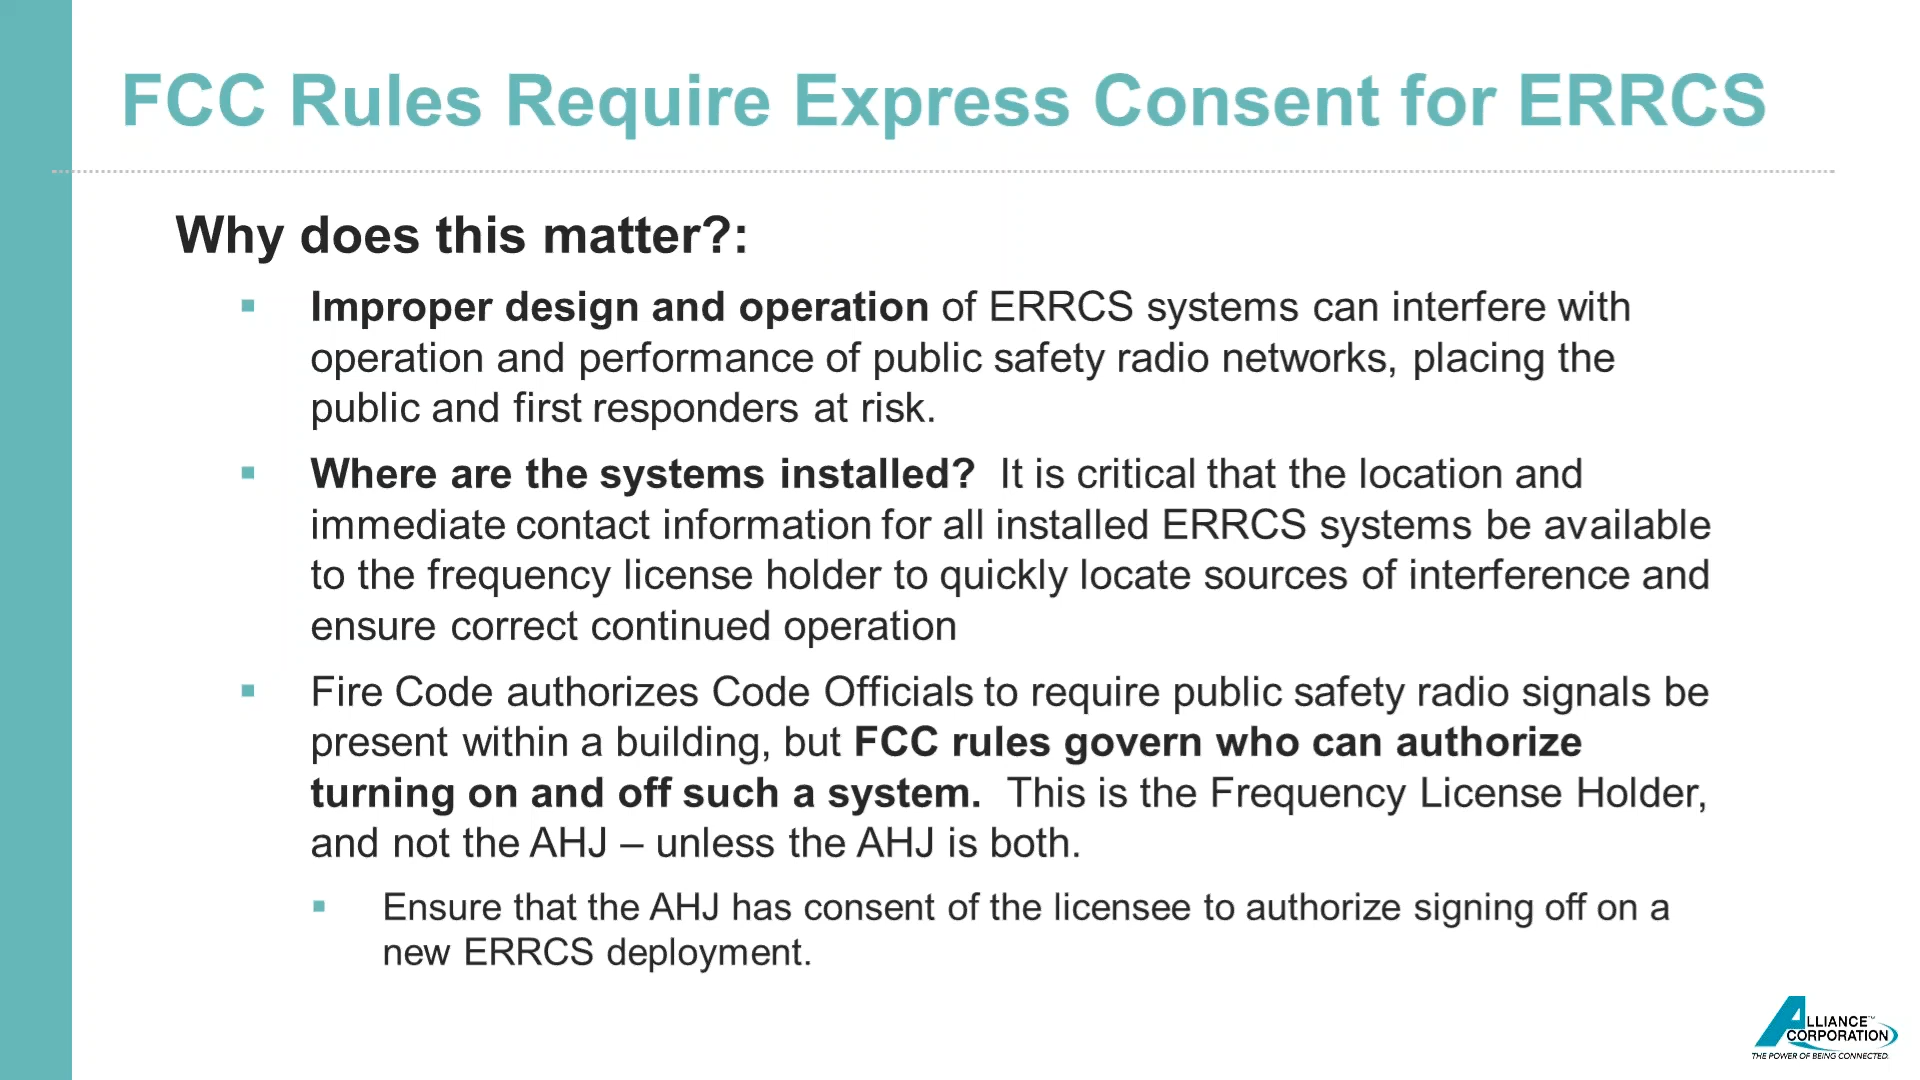 FCC Rules Require Express Consent for ERRCS
Why does this matter?:
Improper design and operation of ERRCS systems can interfere with
operation and performance of public safety radio networks, placing the
public and first responders at risk.
Where are the systems installed? It is critical that the location and
immediate contact information for all installed ERRCS systems be available
to the frequency license holder to quickly locate sources of interference and
ensure correct continued operation
Fire Code authorizes Code Officials to require public safety radio signals be
present within a building, but FCC rules govern who can authorize
turning on and off such a system. This is the Frequency License Holder,
and not the AHJ – unless the AHJ is both.
Ensure that the AHJ has consent of the licensee to authorize signing off on a
new ERRCS deployment.
ALLIANCE™
CORPORATION
THE POWER OF BEING CONNECTED.